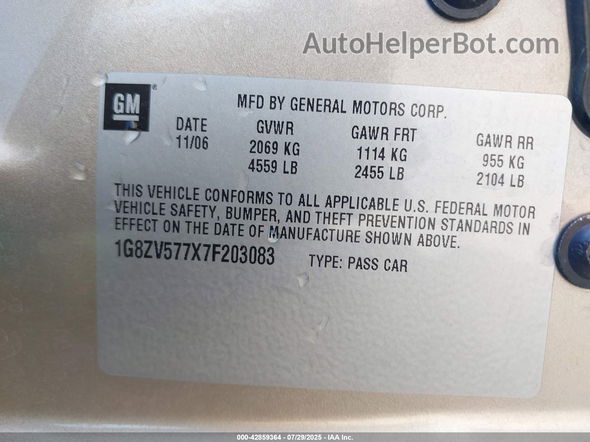 AutoHelperBot.com
GM ®
MFD BY GENERAL MOTORS CORP.
DATE GVWR GAWR FRT GAWR RR
11/06 2069 KG 1114 KG 955 KG
4559 LB 2455 LB 2104 LB
THIS VEHICLE CONFORMS TO ALL APPLICABLE U.S. FEDERAL MOTOR
VEHICLE SAFETY, BUMPER, AND THEFT PREVENTION STANDARDS IN
EFFECT ON THE DATE OF MANUFACTURE SHOWN ABOVE.
1G8ZV577X7F203083 TYPE: PASS CAR
000-42859364 - 07/29/2025 - IAA Inc.